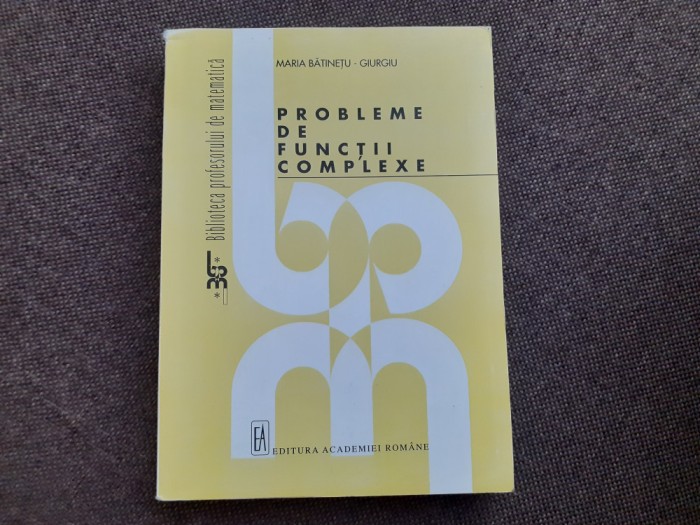 MARIA BĂTINEȚU - GIURGIU
PROBLEME
DE
FUNCȚII
COMPLEXE
Biblioteca profesorului de matematică
EA
EDITURA ACADEMIEI ROMÂNE